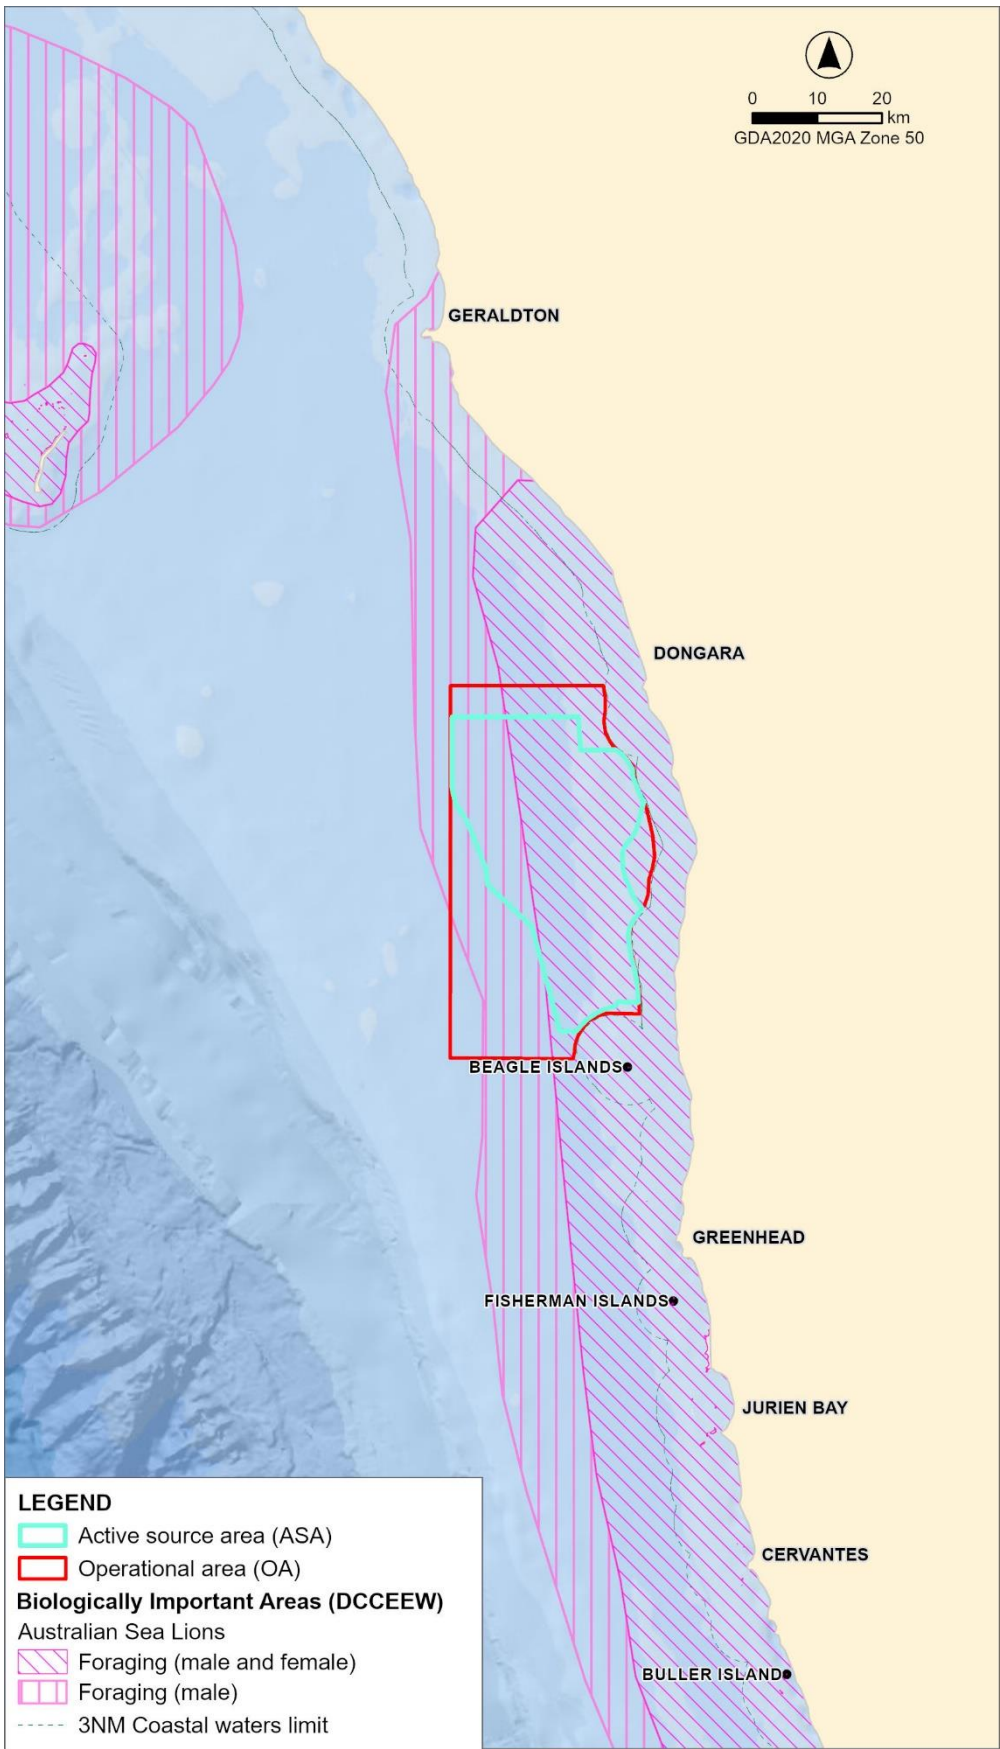 0 10 20
km
GDA2020 MGA Zone 50
GERALDTON
DONGARA
BEAGLE ISLANDS
GREENHEAD
FISHERMAN ISLANDS
JURIEN BAY
CERVANTES
BULLER ISLAND
LEGEND
Active source area (ASA)
Operational area (OA)
Biologically Important Areas (DCCEEW)
Australian Sea Lions
Foraging (male and female)
Foraging (male)
3NM Coastal waters limit